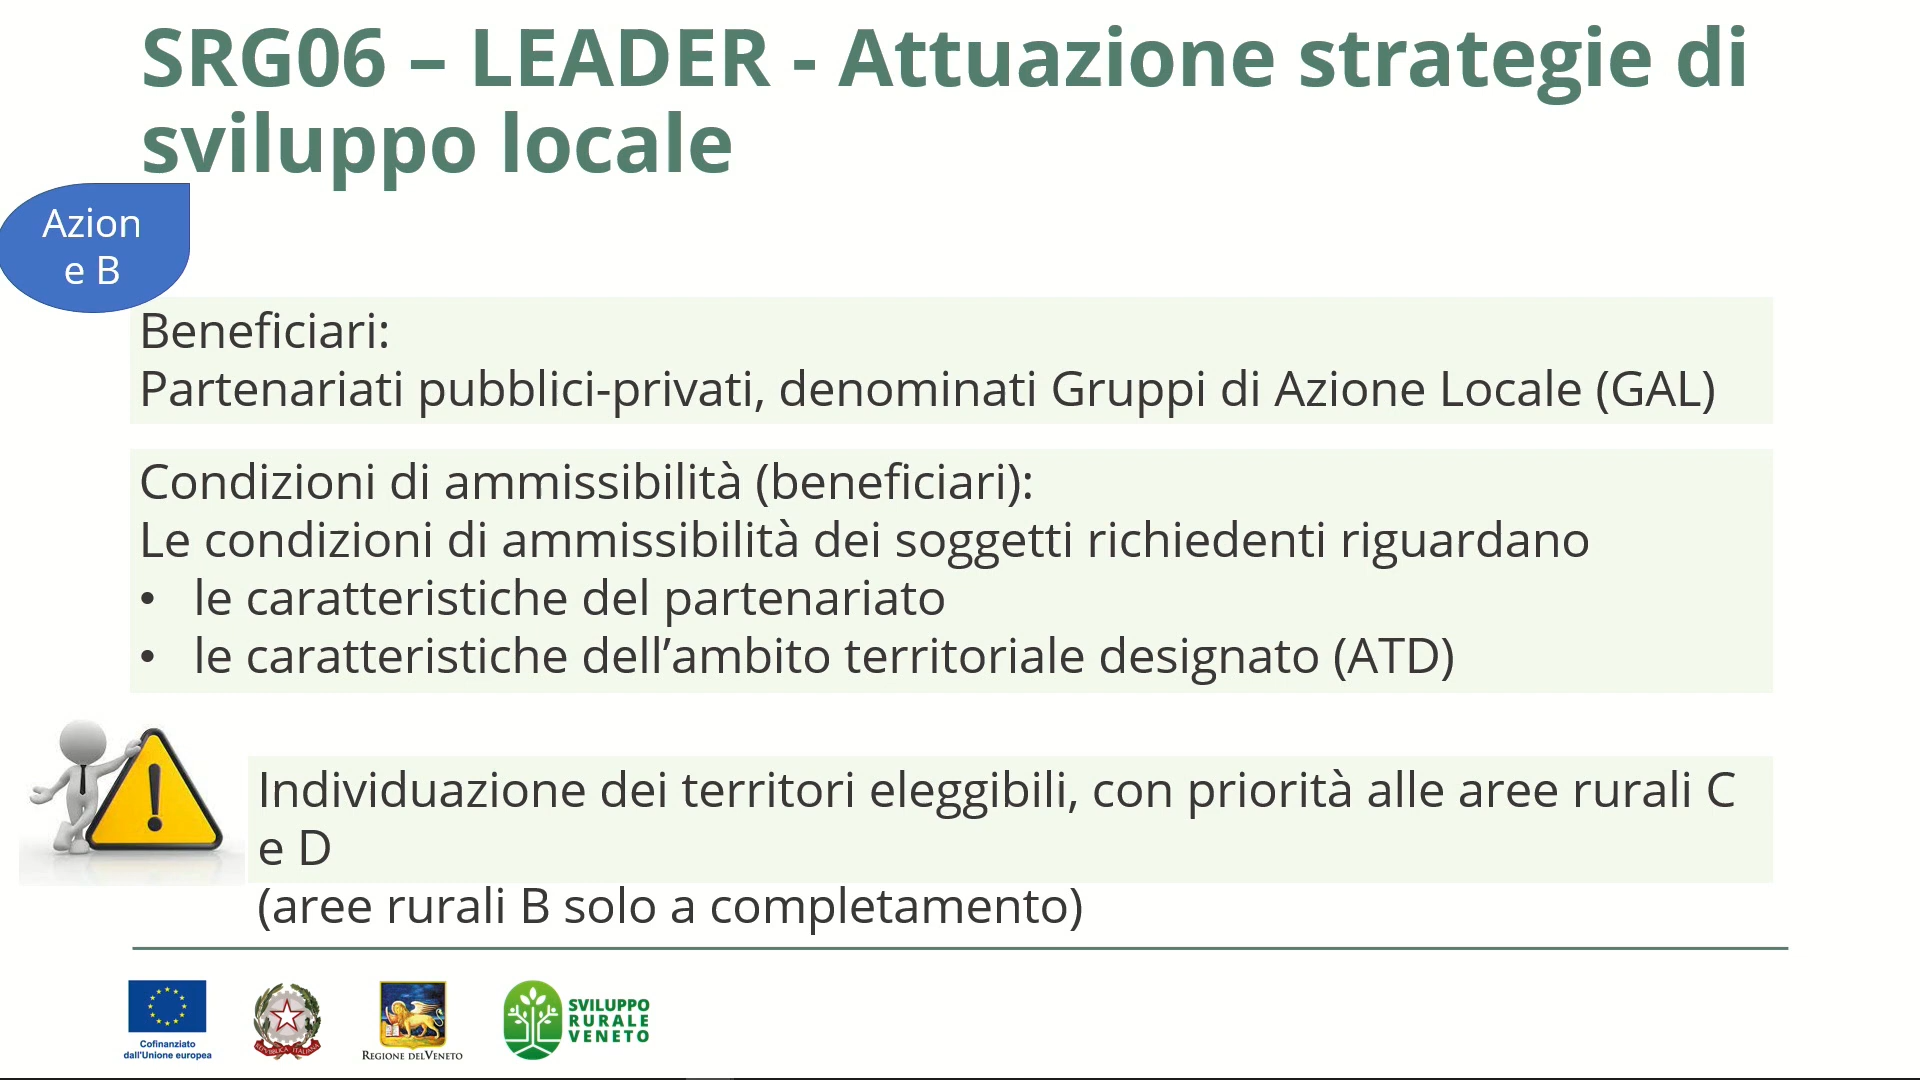 SRG06 – LEADER - Attuazione strategie di
sviluppo locale
Azion
e B
Beneficiari:
Partenariati pubblici-privati, denominati Gruppi di Azione Locale (GAL)
Condizioni di ammissibilità (beneficiari):
Le condizioni di ammissibilità dei soggetti richiedenti riguardano
• le caratteristiche del partenariato
• le caratteristiche dell’ambito territoriale designato (ATD)
Individuazione dei territori eleggibili, con priorità alle aree rurali C
e D
(aree rurali B solo a completamento)
Cofinanziato
dall'Unione europea
REGIONE DEL VENETO
SVILUPPO
RURALE
VENETO